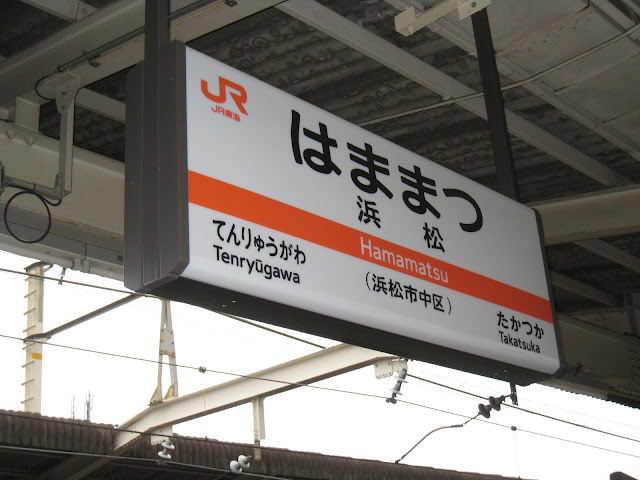 JR
JR東海
はままつ
浜松
Hamamatsu
(浜松市中区)
てんりゅうがわ
Tenryūgawa
たかつか
Takatsuka